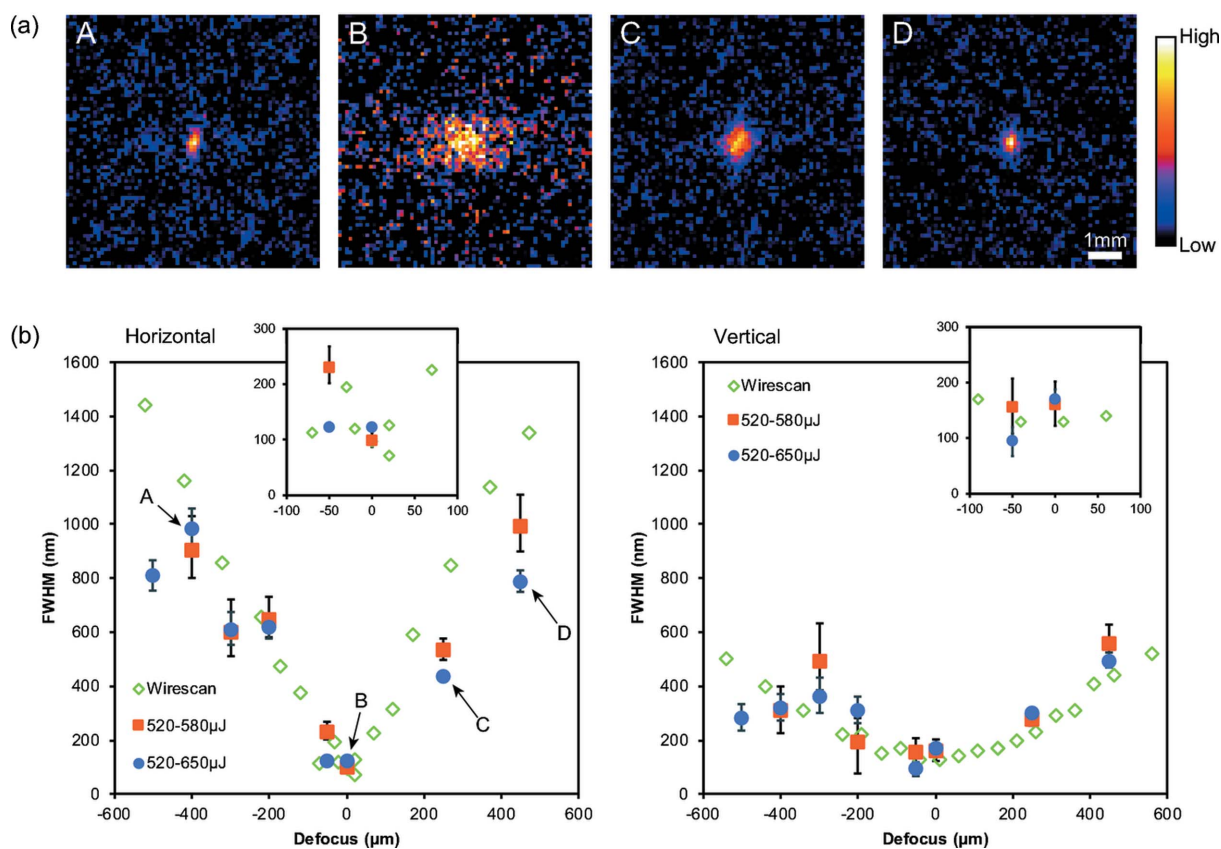 (a)
A
B
C
D
High
Low
1mm
(b)
Horizontal
300
200
100
0
-100
-50
0
50
100
1600
1400
1200
1000
800
600
400
200
0
-600
-400
-200
0
200
400
600
FWHM (nm)
Defocus (µm)
A
B
C
D
Wirescan
520-580µJ
520-650µJ
Vertical
300
200
100
0
-100
-50
0
50
100
1600
1400
1200
1000
800
600
400
200
0
-600
-400
-200
0
200
400
600
FWHM (nm)
Defocus (µm)
Wirescan
520-580µJ
520-650µJ